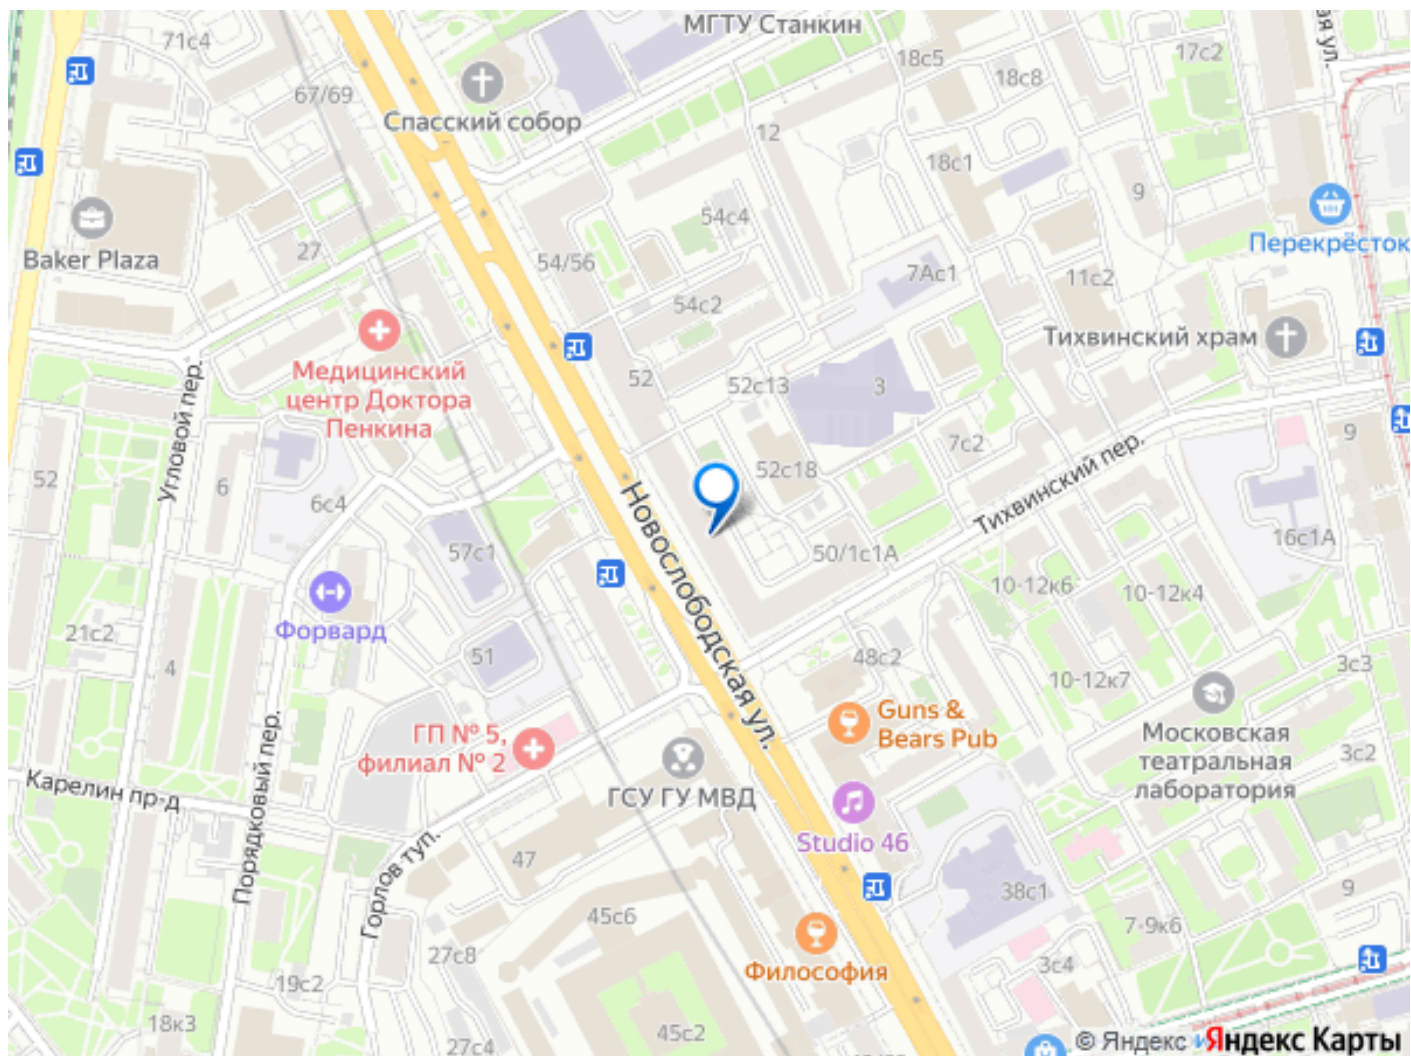 МГТУ Станкин
71с4
18с5
17с2
ая ул.
18с8
67/69
Спасский собор
12
18с1
9
54с4
Перекрёсток
27
Baker Plaza
54/56
7Ас1
11с2
54с2
Тихвинский храм
Медицинский
центр Доктора
Пенкина
52
52с13
3
Угловой пер.
7с2
9
52с18
Тихвинский пер.
52
6
6с4
Новослободская ул.
57с1
50/1с1А
16с1А
10-12к6
10-12к4
Форвард
21с2
51
4
48с2
3с3
10-12к7
Guns &
Bears Pub
ГП № 5,
филиал № 2
Московская
театральная
лаборатория
3с2
Карелин пр-д
Порядковый пер.
ГСУ ГУ МВД
Studio 46
Горлов туп.
47
38с1
9
45с6
7-9к6
27с8
Философия
3с4
19с2
18к3
45с2
27с4
© Яндекс
Яндекс Карты